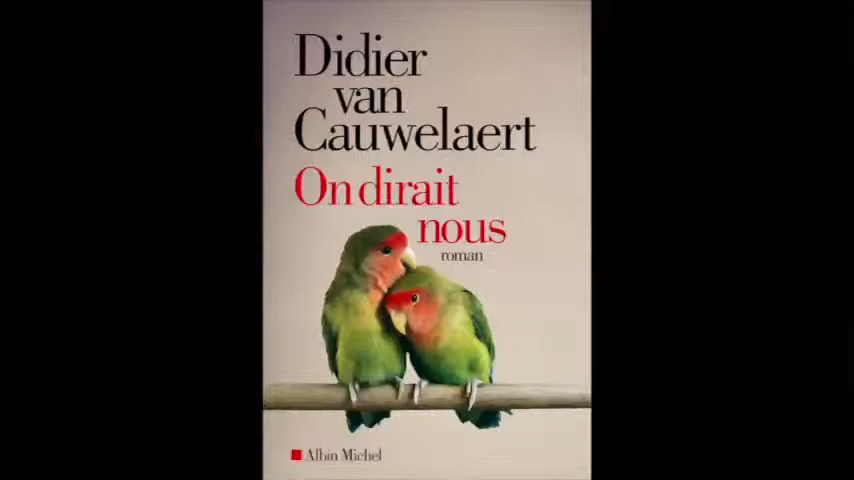 Didier
van
Cauwelaert
On dirait
nous
roman
Albin Michel